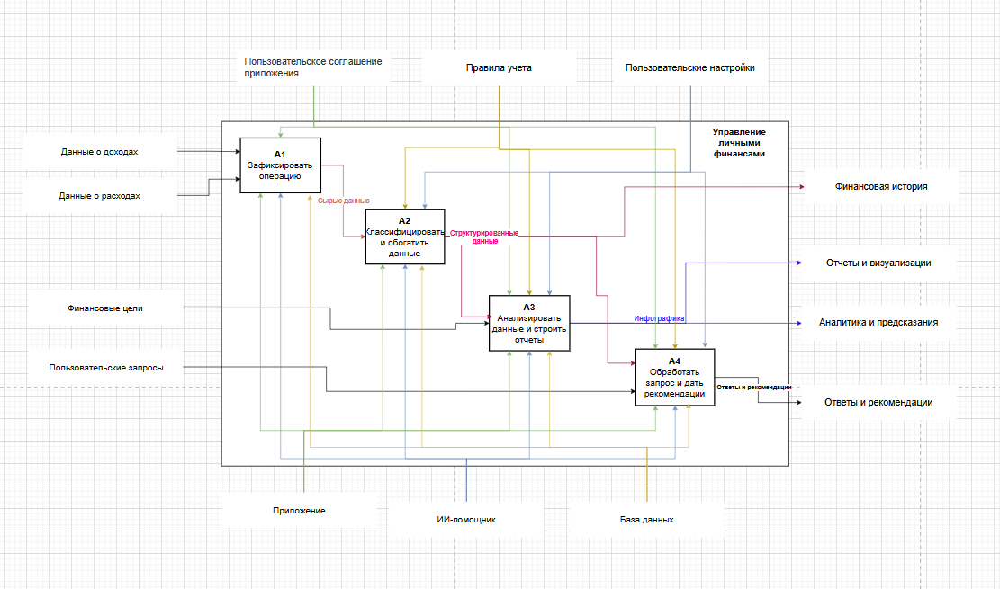 Пользовательское соглашение
приложения
Правила учета
Пользовательские настройки
Управление
личными
финансами
Данные о доходах
A1
Зафиксировать
операцию
Данные о расходах
Сырые данные
Финансовая история
A2
Классифицировать
и обогатить
данные
Структурированные
данные
Отчеты и визуализации
Финансовые цели
A3
Анализировать
данные и строить
отчеты
Инфографика
Аналитика и предсказания
Пользовательские запросы
A4
Обработать
запрос и дать
рекомендации
Ответы и рекомендации
Ответы и рекомендации
Приложение
ИИ-помощник
База данных